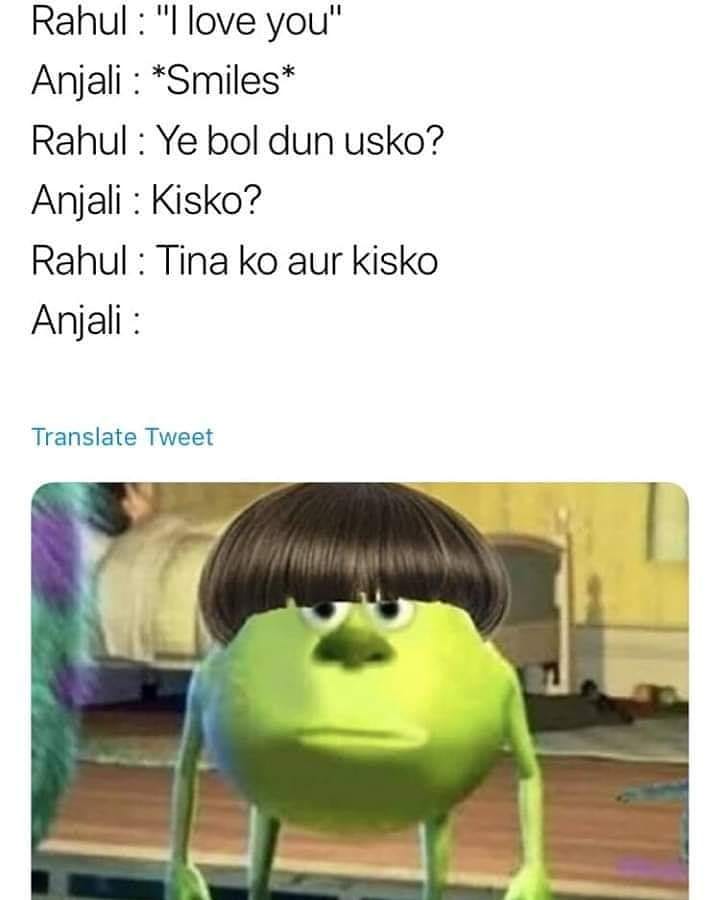 Rahul : "I love you"
Anjali : *Smiles*
Rahul : Ye bol dun usko?
Anjali : Kisko?
Rahul : Tina ko aur kisko
Anjali :
Translate Tweet